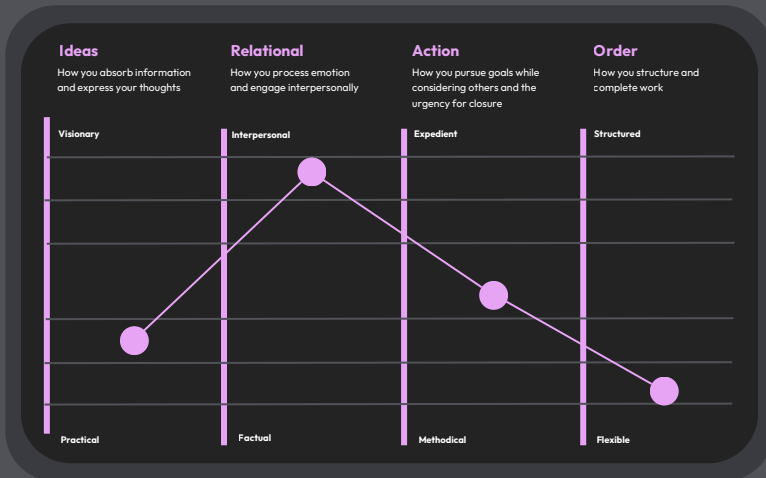 Ideas
Relational
Action
Order
How you absorb information
and express your thoughts
How you process emotion
and engage interpersonally
How you pursue goals while
considering others and the
urgency for closure
How you structure and
complete work
Visionary
Interpersonal
Expedient
Structured
Practical
Factual
Methodical
Flexible